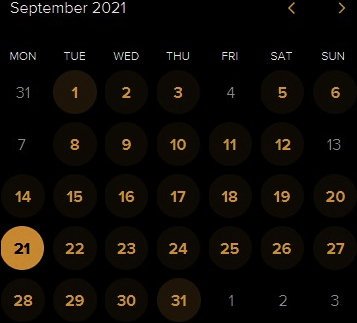 September 2021
MON TUE WED THU FRI SAT SUN
31 1 2 3 4 5 6
7 8 9 10 11 12 13
14 15 16 17 18 19 20
21 22 23 24 25 26 27
28 29 30 31 1 2 3